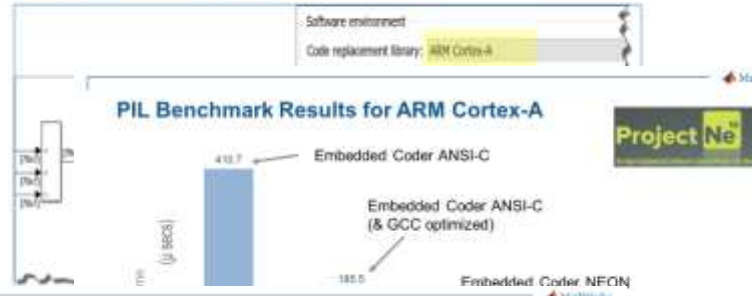 Software environment
Code replacement library: ARM Cortex-A
PIL Benchmark Results for ARM Cortex-A
Project Ne
410.7
Embedded Coder ANSI-C
Embedded Coder ANSI-C
(& GCC optimized)
(μ secs)
185.5
Embedded Coder NEON